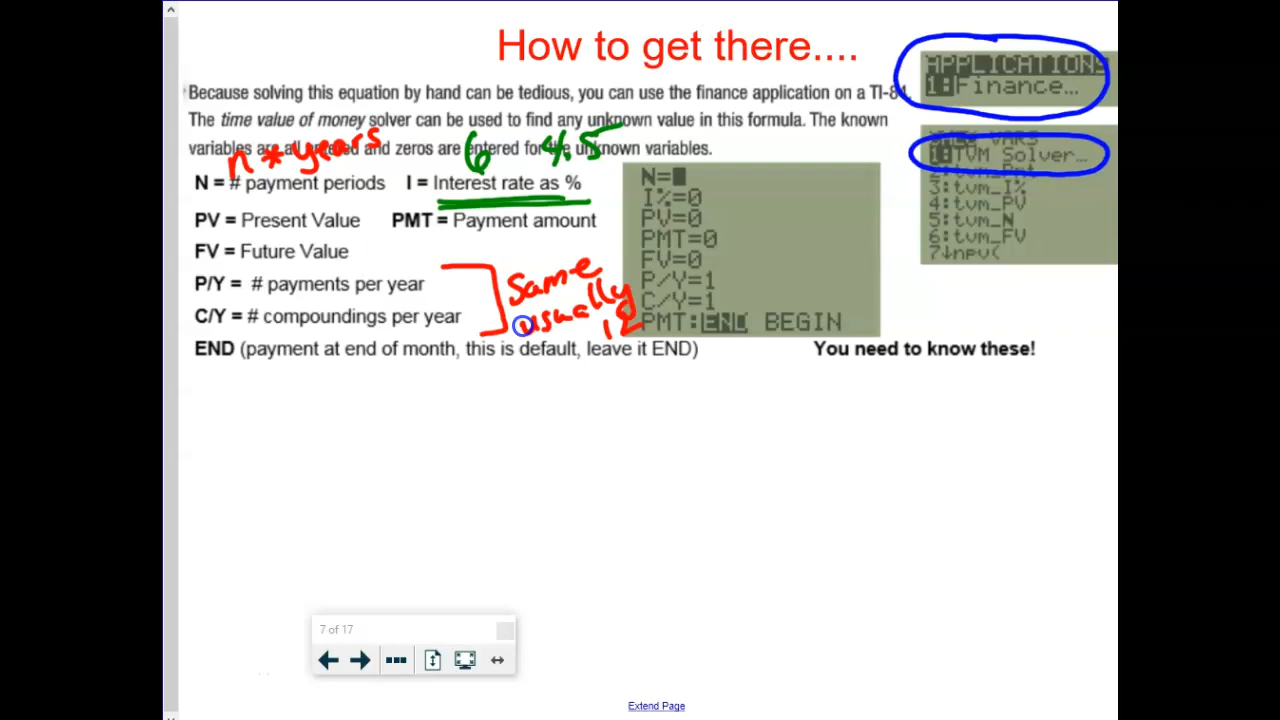 How to get there....
APPLICATIONS
1:Finance...
Because solving this equation by hand can be tedious, you can use the finance application on a TI-84.
The time value of money solver can be used to find any unknown value in this formula. The known
variables are all entered and zeros are entered for the unknown variables.
n * years
6 4.5
VARS
1:TVM Solver...
3:tvm_I%
4:tvm_PV
5:tvm_N
6:tvm_FV
7↓npv(
N = # payment periods I = Interest rate as %
PV = Present Value PMT = Payment amount
FV = Future Value
P/Y = # payments per year
C/Y = # compoundings per year
same
usually
12
N=
I%=0
PV=0
PMT=0
FV=0
P/Y=1
C/Y=1
PMT:END BEGIN
END (payment at end of month, this is default, leave it END)
You need to know these!
7 of 17
Extend Page